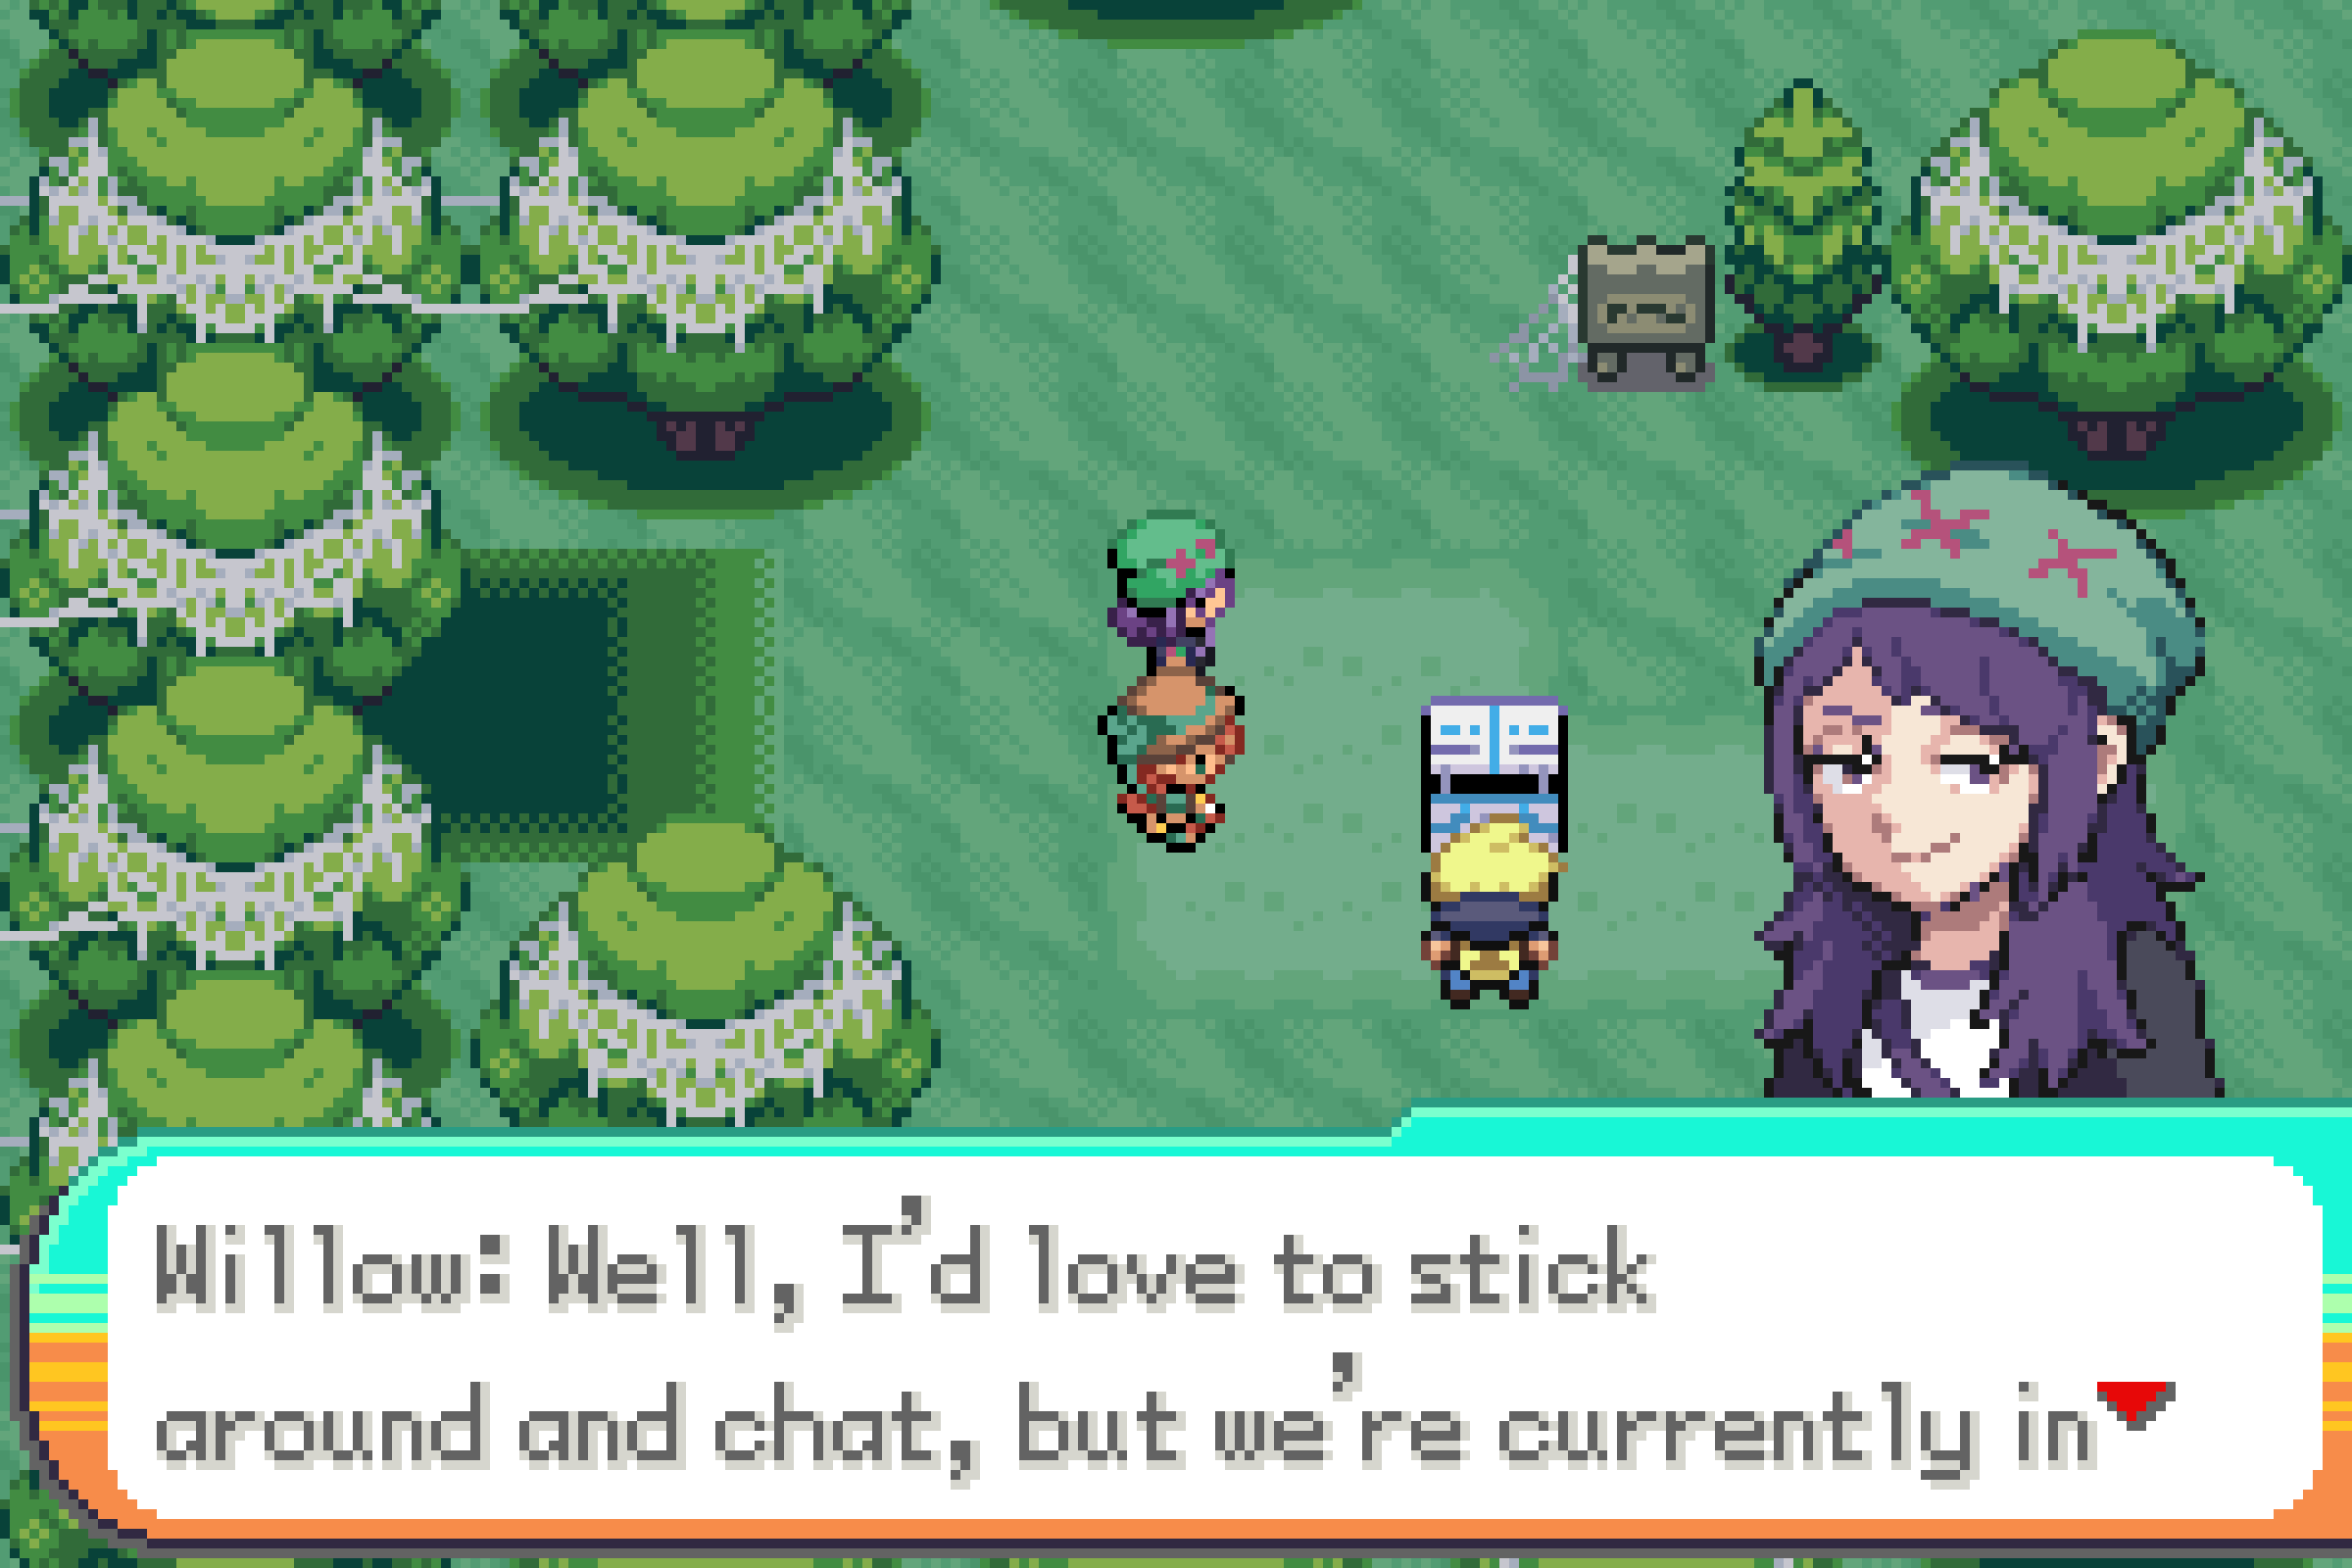 Willow: Well, I'd love to stick
around and chat, but we're currently in